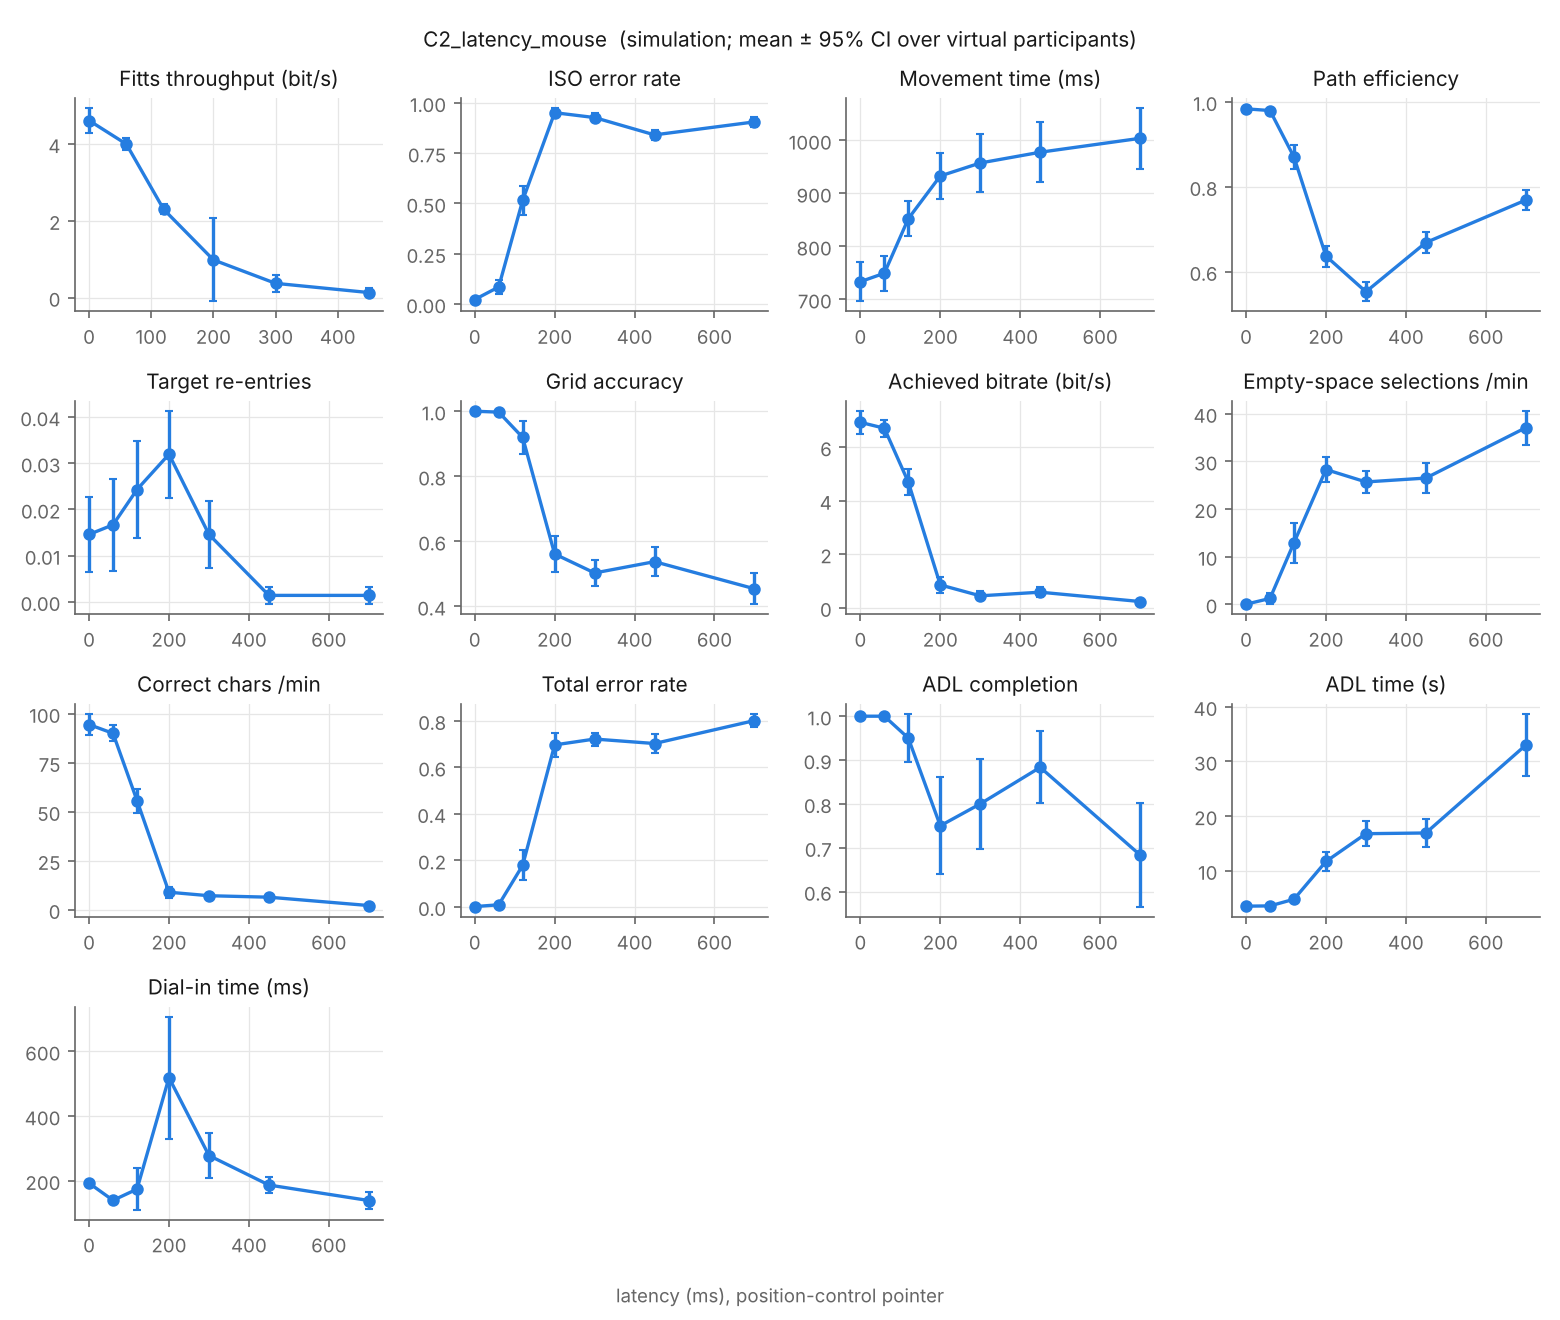 C2_latency_mouse  (simulation; mean ± 95% CI over virtual participants)
Fitts throughput (bit/s)
4
2
0
0 100 200 300 400
ISO error rate
1.00
0.75
0.50
0.25
0.00
0 200 400 600
Movement time (ms)
1000
900
800
700
0 200 400 600
Path efficiency
1.0
0.8
0.6
0 200 400 600
Target re-entries
0.04
0.03
0.02
0.01
0.00
0 200 400 600
Grid accuracy
1.0
0.8
0.6
0.4
0 200 400 600
Achieved bitrate (bit/s)
6
4
2
0
0 200 400 600
Empty-space selections /min
40
30
20
10
0
0 200 400 600
Correct chars /min
100
75
50
25
0
0 200 400 600
Total error rate
0.8
0.6
0.4
0.2
0.0
0 200 400 600
ADL completion
1.0
0.9
0.8
0.7
0.6
0 200 400 600
ADL time (s)
40
30
20
10
0 200 400 600
Dial-in time (ms)
600
400
200
0 200 400 600
latency (ms), position-control pointer